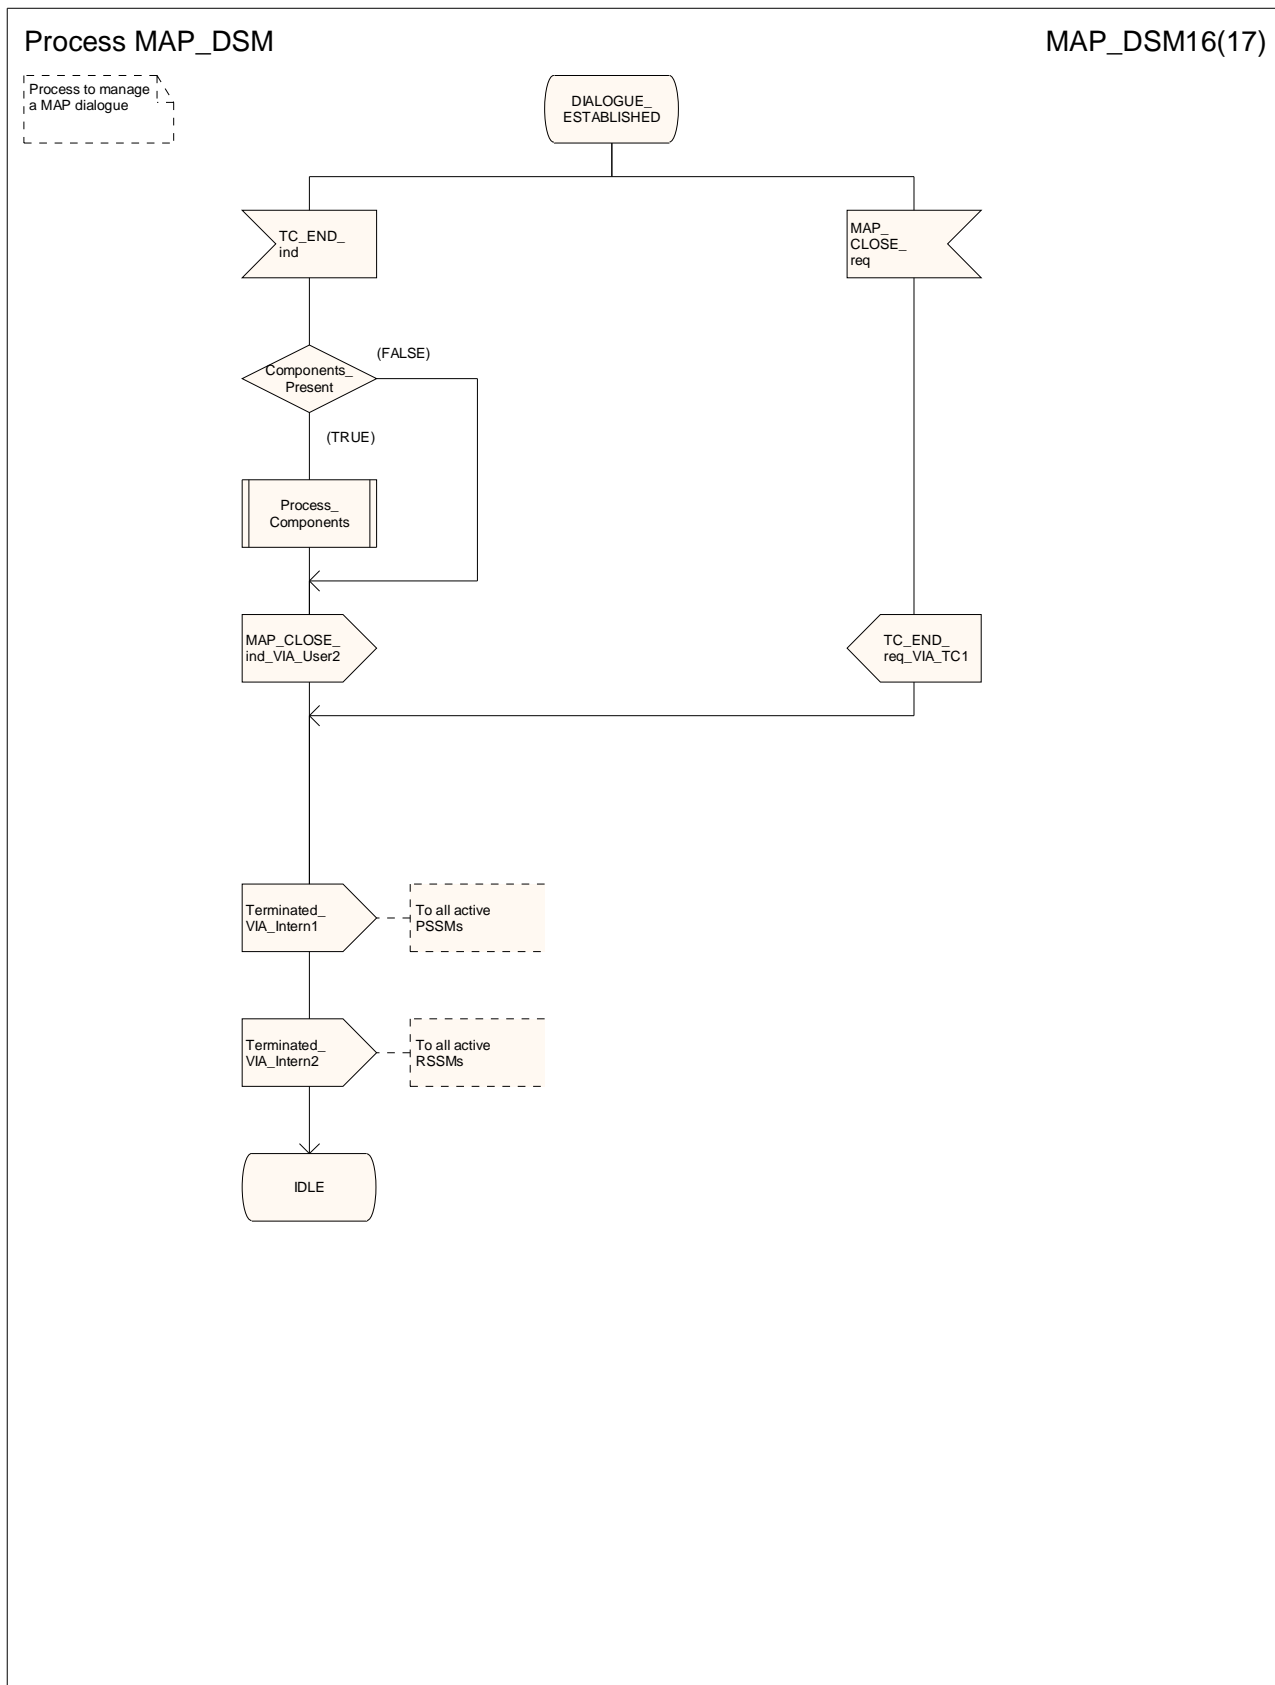 Process MAP_DSM
MAP_DSM16(17)
Process to manage
a MAP dialogue
DIALOGUE_
ESTABLISHED
TC_END_
ind
MAP_
CLOSE_
req
(FALSE)
Components_
Present
(TRUE)
Process_
Components
MAP_CLOSE_
ind_VIA_User2
TC_END_
req_VIA_TC1
Terminated_
VIA_Intern1
To all active
PSSMs
Terminated_
VIA_Intern2
To all active
RSSMs
IDLE